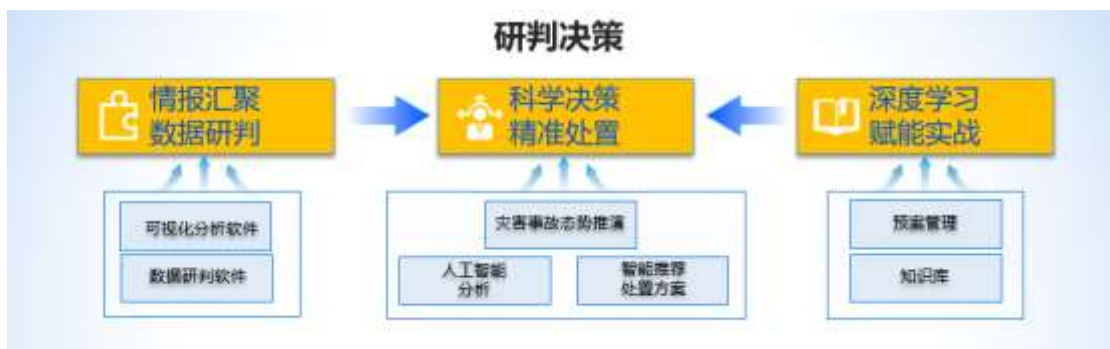 研判决策
情报汇聚
数据研判
科学决策
精准处置
深度学习
赋能实战
可视化分析软件
数据研判软件
灾害事故态势推演
人工智能
分析
智能推荐
处置方案
预案管理
知识库